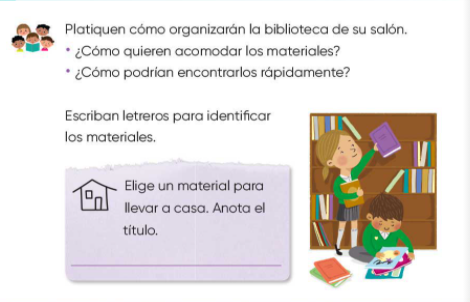 Platiquen cómo organizarán la biblioteca de su salón.
• ¿Cómo quieren acomodar los materiales?
• ¿Cómo podrían encontrarlos rápidamente?
Escriban letreros para identificar
los materiales.
Elige un material para
llevar a casa. Anota el
título.